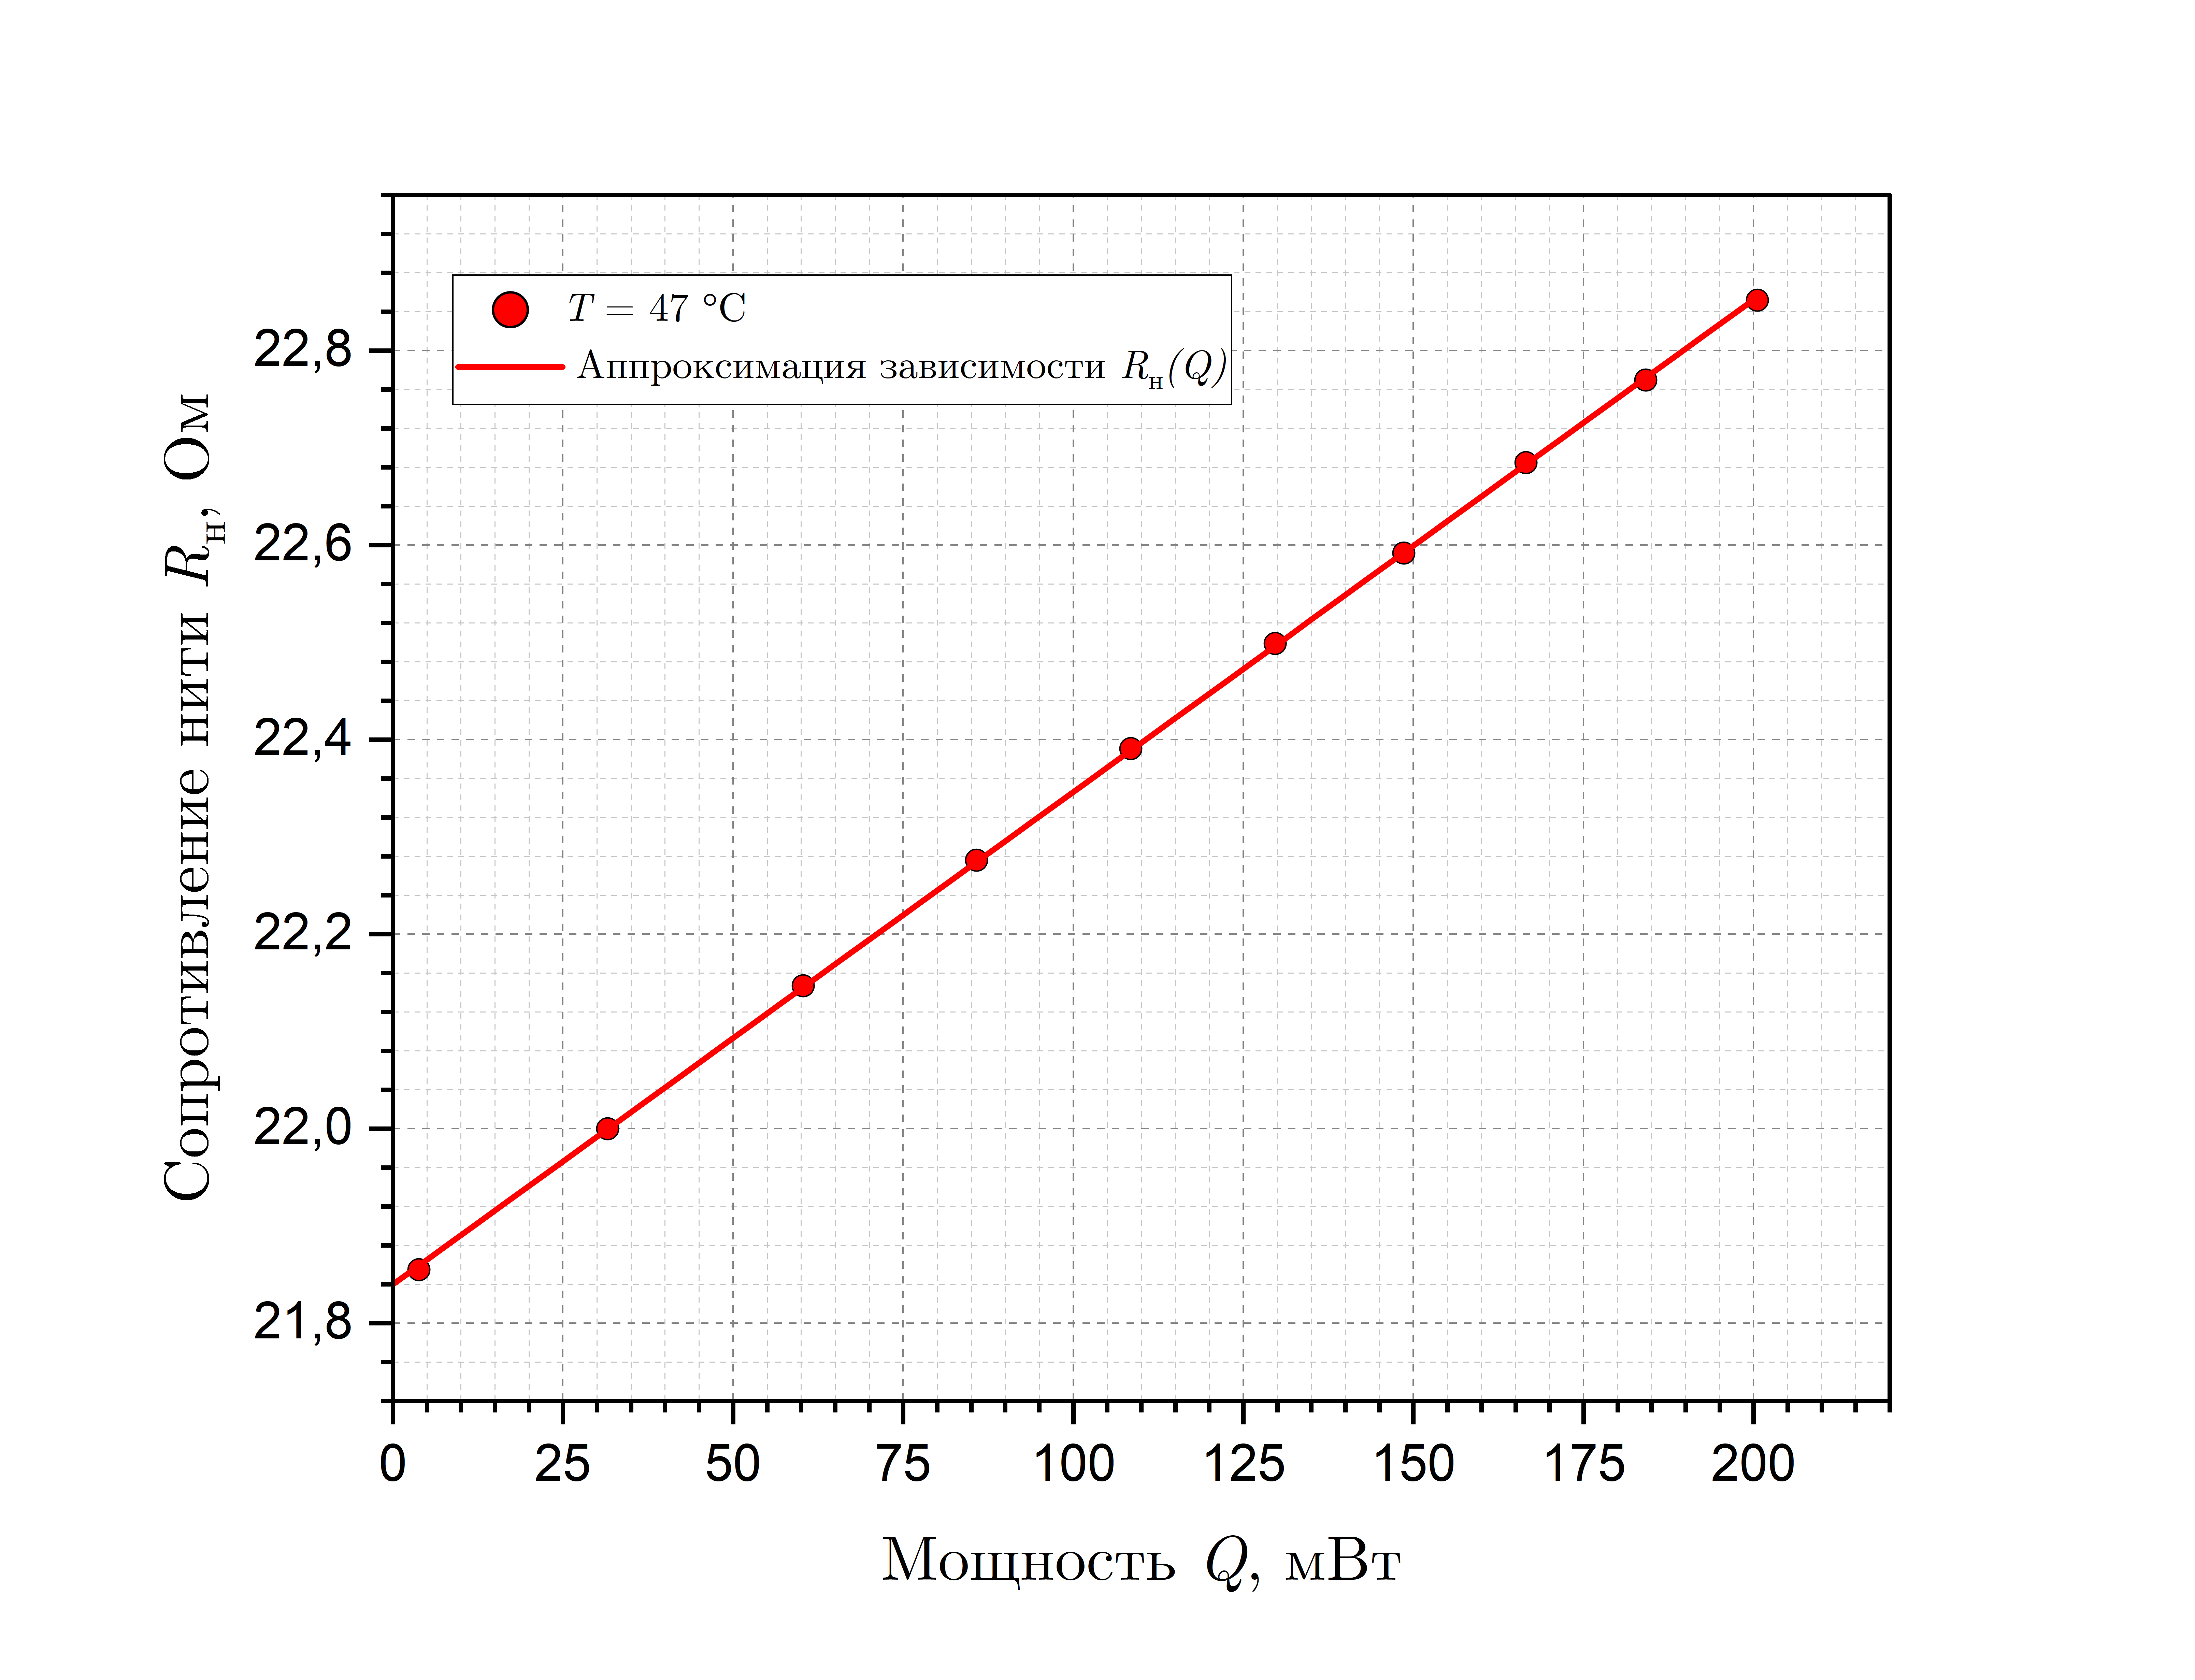 T = 47 °C
Аппроксимация зависимости Rн(Q)
Сопротивление нити Rн, Ом
22,8
22,6
22,4
22,2
22,0
21,8
0 25 50 75 100 125 150 175 200
Мощность Q, мВт